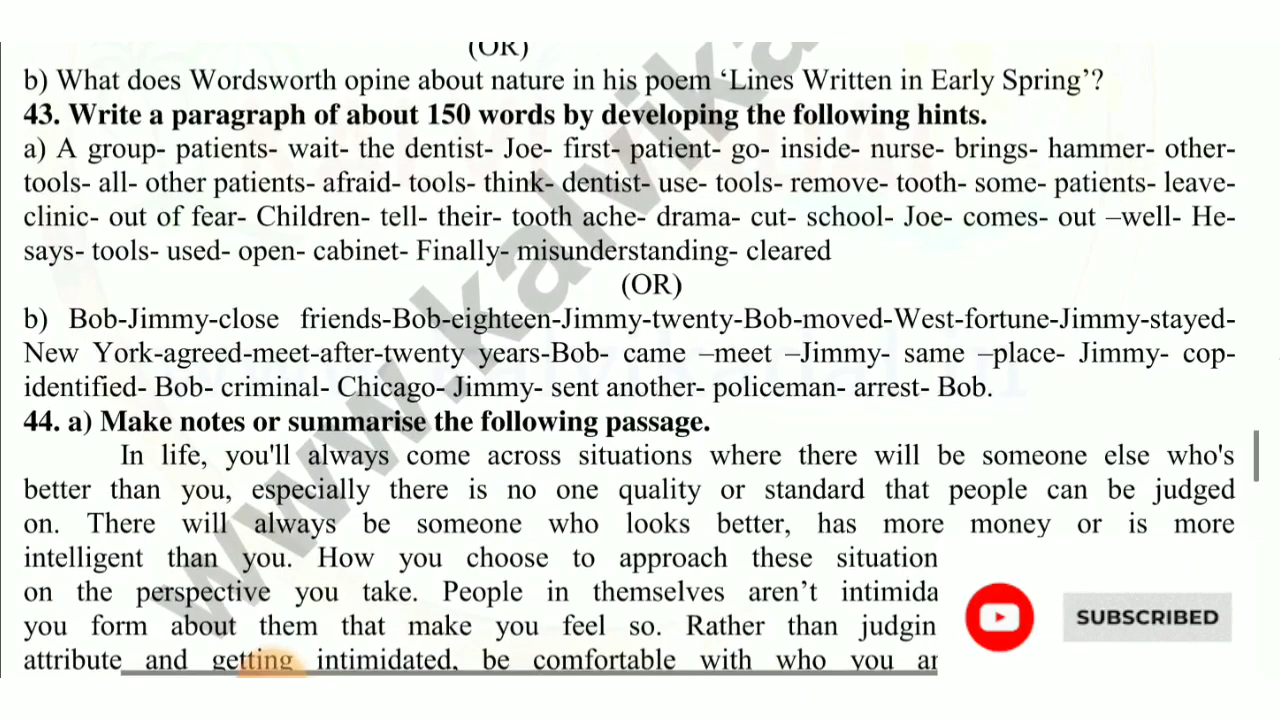 (OR)
b) What does Wordsworth opine about nature in his poem ‘Lines Written in Early Spring’?
43. Write a paragraph of about 150 words by developing the following hints.
a) A group- patients- wait- the dentist- Joe- first- patient- go- inside- nurse- brings- hammer- other-
tools- all- other patients- afraid- tools- think- dentist- use- tools- remove- tooth- some- patients- leave-
clinic- out of fear- Children- tell- their- tooth ache- drama- cut- school- Joe- comes- out –well- He-
says- tools- used- open- cabinet- Finally- misunderstanding- cleared
(OR)
b) Bob-Jimmy-close friends-Bob-eighteen-Jimmy-twenty-Bob-moved-West-fortune-Jimmy-stayed-
New York-agreed-meet-after-twenty years-Bob- came –meet –Jimmy- same –place- Jimmy- cop-
identified- Bob- criminal- Chicago- Jimmy- sent another- policeman- arrest- Bob.
44. a) Make notes or summarise the following passage.
In life, you'll always come across situations where there will be someone else who's
better than you, especially there is no one quality or standard that people can be judged
on. There will always be someone who looks better, has more money or is more
intelligent than you. How you choose to approach these situation
on the perspective you take. People in themselves aren’t intimida
you form about them that make you feel so. Rather than judgin
attribute and getting intimidated, be comfortable with who you
SUBSCRIBED